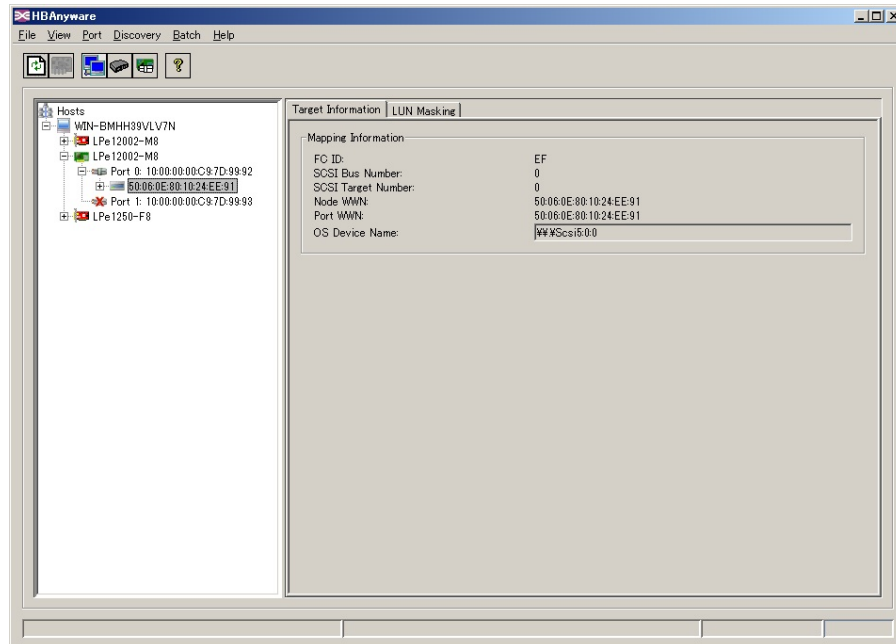 HBAnyware
File View Port Discovery Batch Help
Hosts
WIN-BMHH39VLV7N
LPe12002-M8
LPe12002-M8
Port 0: 10:00:00:00:C9:7D:99:92
50:06:0E:80:10:24:EE:91
Port 1: 10:00:00:00:C9:7D:99:93
LPe1250-F8
Target Information LUN Masking
Mapping Information
FC ID: EF
SCSI Bus Number: 0
SCSI Target Number: 0
Node WWN: 50:06:0E:80:10:24:EE:91
Port WWN: 50:06:0E:80:10:24:EE:91
OS Device Name: ¥¥.¥Scsi5:0:0